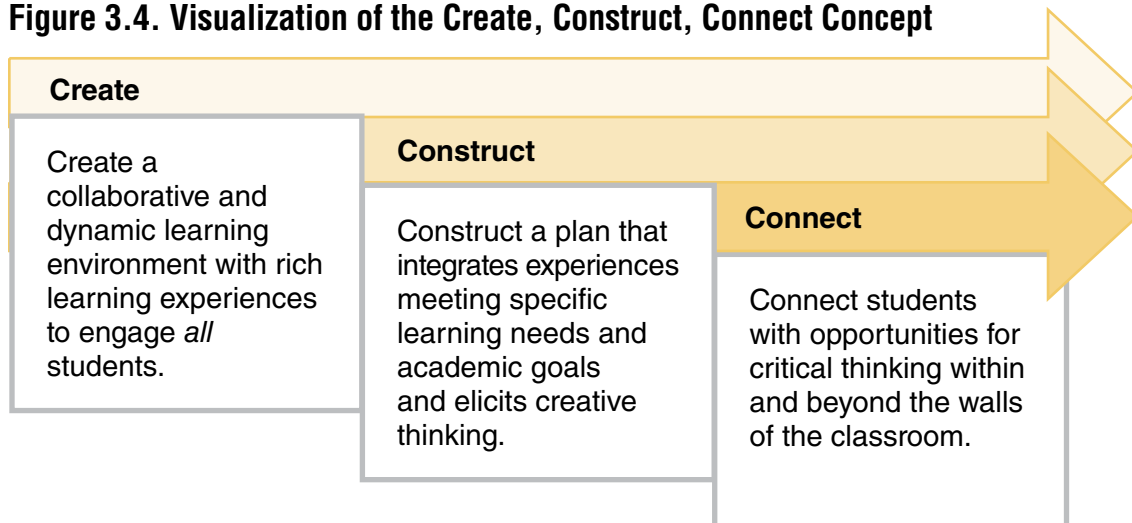 Figure 3.4. Visualization of the Create, Construct, Connect Concept
Create
Create a
collaborative and
dynamic learning
environment with rich
learning experiences
to engage all
students.
Construct
Construct a plan that
integrates experiences
meeting specific
learning needs and
academic goals
and elicits creative
thinking.
Connect
Connect students
with opportunities for
critical thinking within
and beyond the walls
of the classroom.